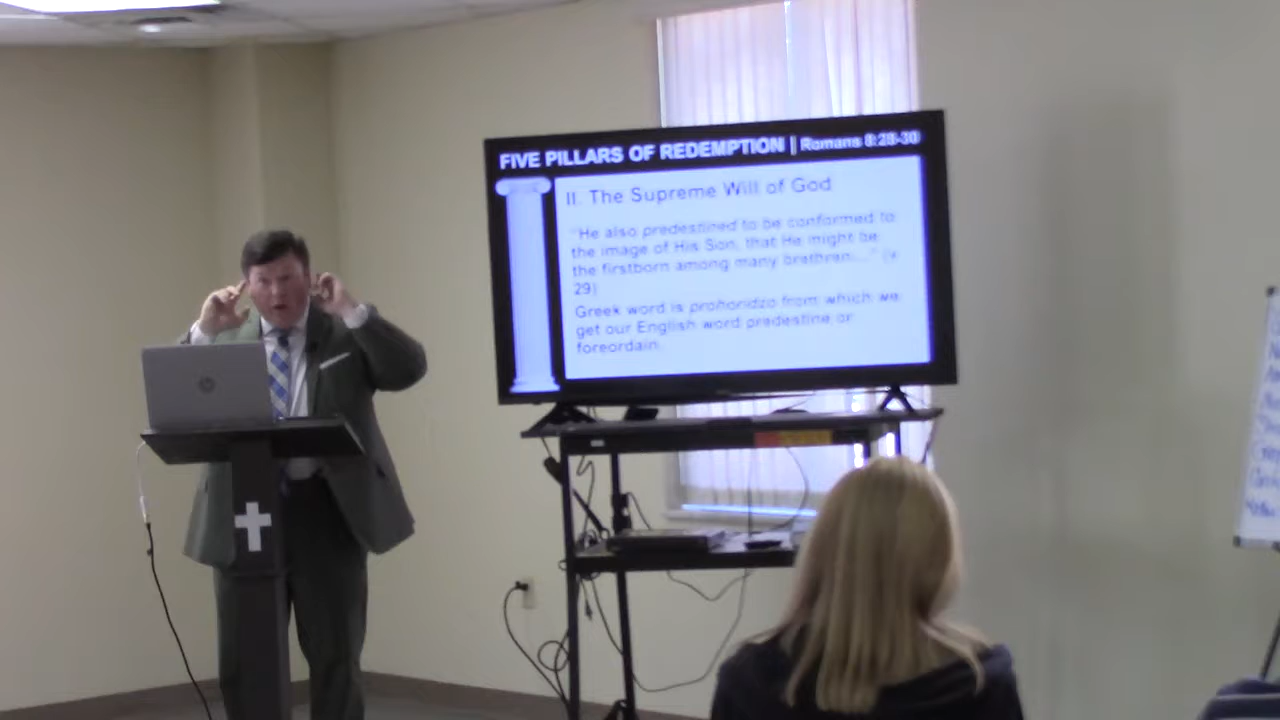 FIVE PILLARS OF REDEMPTION | Romans 8:28-30
II. The Supreme Will of God
"He also predestined to be conformed to
the image of His Son, that He might be
the firstborn among many brethren..." (v.
29)
Greek word is prohoridzo from which we
get our English word predestine or
foreordain.
hp